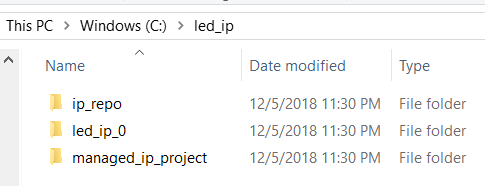 This PC > Windows (C:) > led_ip
Name Date modified Type
ip_repo 12/5/2018 11:30 PM File folder
led_ip_0 12/5/2018 11:30 PM File folder
managed_ip_project 12/5/2018 11:30 PM File folder